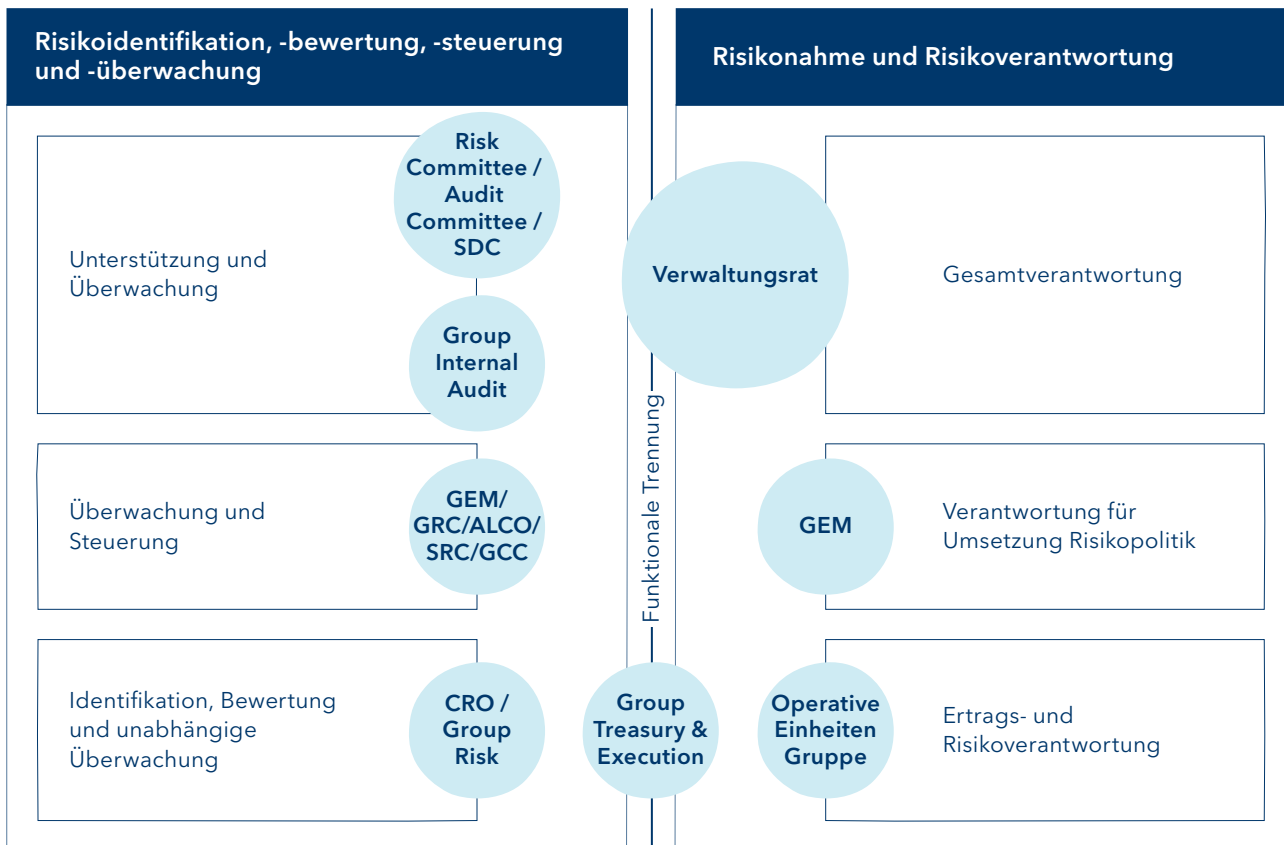 Risikoidentifikation, -bewertung, -steuerung
und -überwachung
Risikonahme und Risikoverantwortung
Unterstützung und
Überwachung
Risk
Committee /
Audit
Committee /
SDC
Group
Internal
Audit
Verwaltungsrat
Gesamtverantwortung
Funktionale Trennung
Überwachung und
Steuerung
GEM/
GRC/ALCO/
SRC/GCC
GEM
Verantwortung für
Umsetzung Risikopolitik
Identifikation, Bewertung
und unabhängige
Überwachung
CRO /
Group
Risk
Group
Treasury &
Execution
Operative
Einheiten
Gruppe
Ertrags- und
Risikoverantwortung